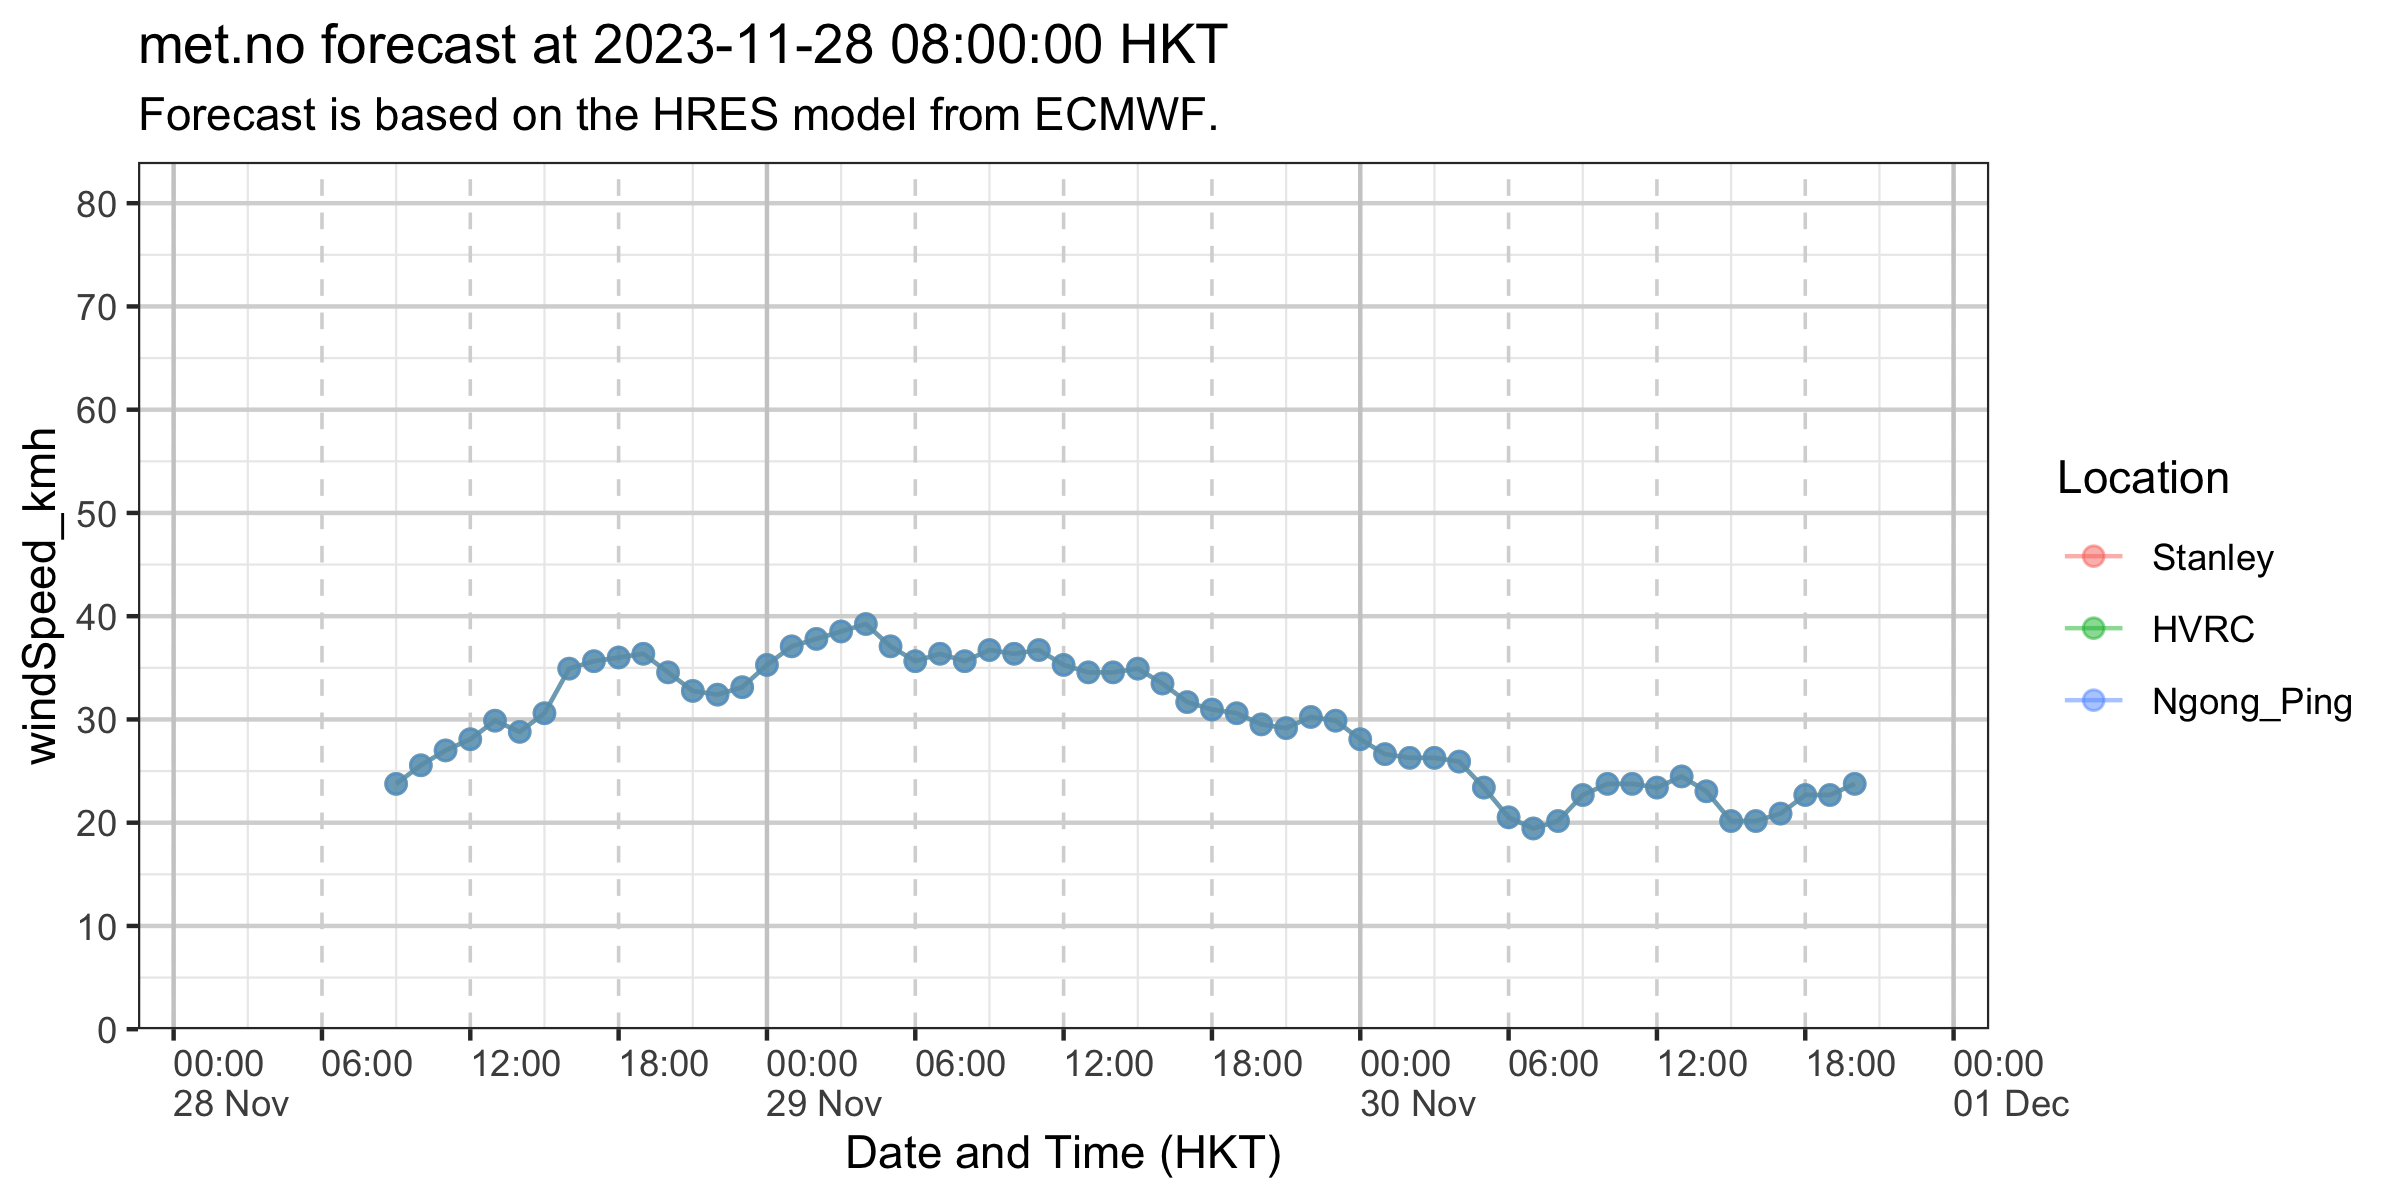 met.no forecast at 2023-11-28 08:00:00 HKT
Forecast is based on the HRES model from ECMWF.
windSpeed_kmh
80
70
60
50
40
30
20
10
0
00:00 06:00 12:00 18:00 00:00 06:00 12:00 18:00 00:00 06:00 12:00 18:00 00:00
28 Nov 29 Nov 30 Nov 01 Dec
Date and Time (HKT)
Location
Stanley
HVRC
Ngong_Ping